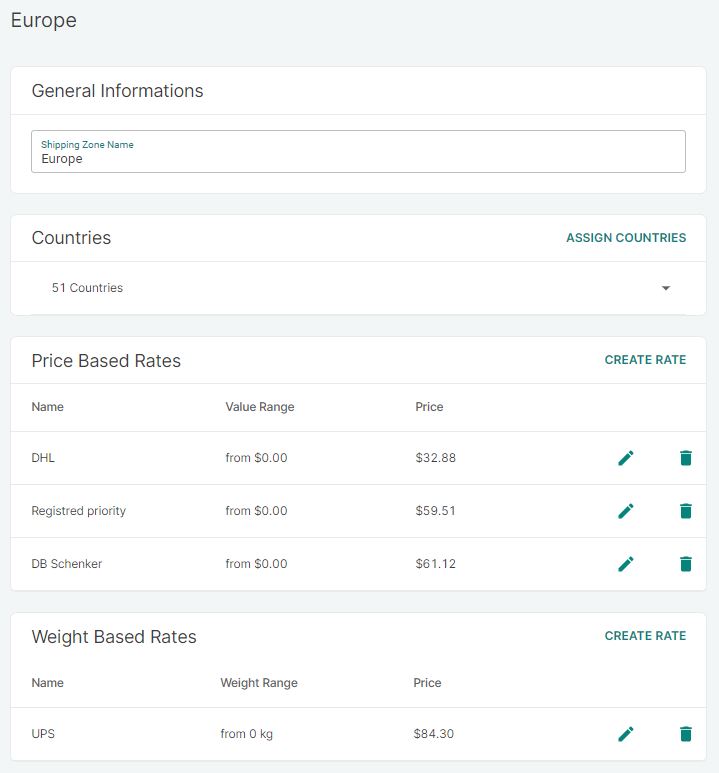 Europe
General Informations
Shipping Zone Name
Europe
Countries ASSIGN COUNTRIES
51 Countries
Price Based Rates CREATE RATE
Name Value Range Price
DHL from $0.00 $32.88
Registred priority from $0.00 $59.51
DB Schenker from $0.00 $61.12
Weight Based Rates CREATE RATE
Name Weight Range Price
UPS from 0 kg $84.30